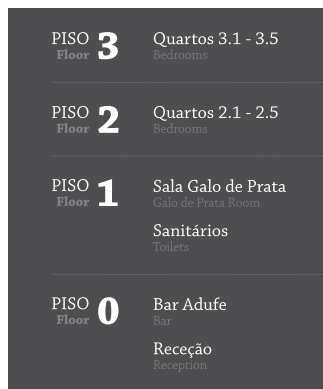 PISO 3 Quartos 3.1 - 3.5
Floor Bedrooms
PISO 2 Quartos 2.1 - 2.5
Floor Bedrooms
PISO 1 Sala Galo de Prata
Floor Galo de Prata Room
Sanitários
Toilets
PISO 0 Bar Adufe
Floor Bar
Receção
Reception